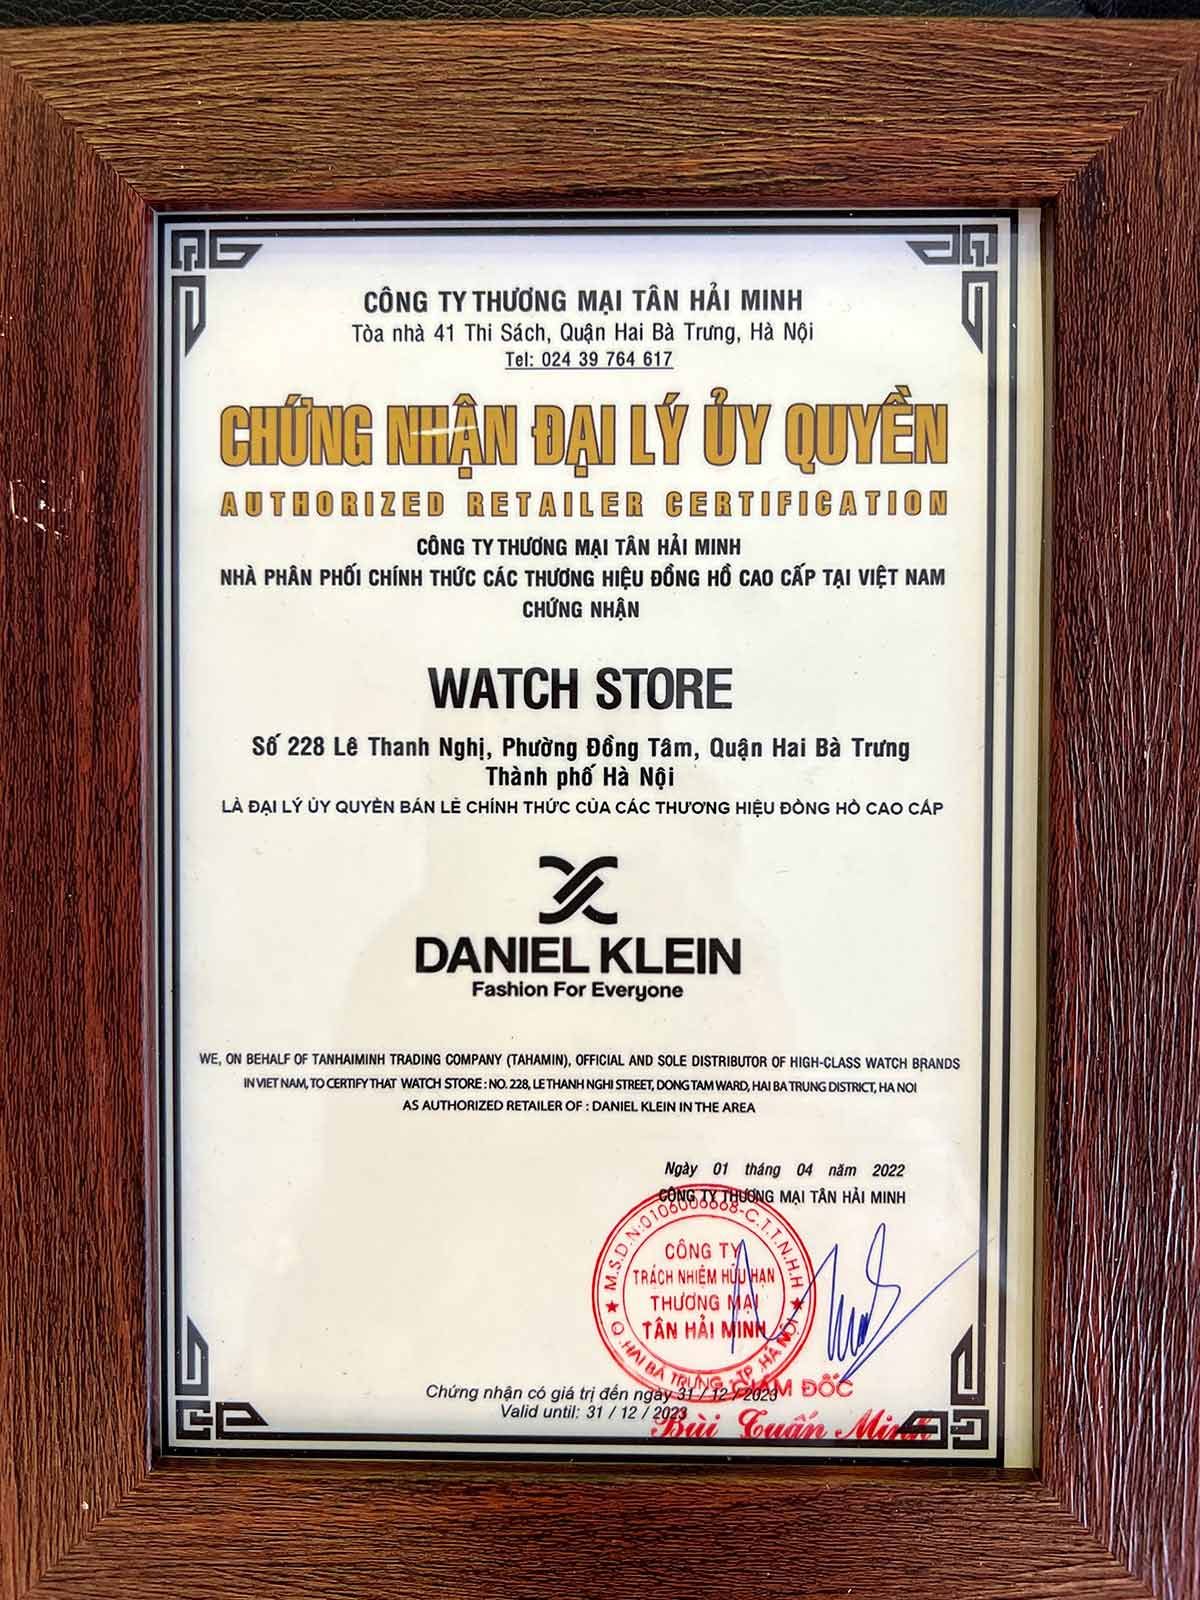 CÔNG TY THƯƠNG MẠI TÂN HẢI MINH
Tòa nhà 41 Thi Sách, Quận Hai Bà Trưng, Hà Nội
Tel: 024 39 764 617
CHỨNG NHẬN ĐẠI LÝ ỦY QUYỀN
AUTHORIZED RETAILER CERTIFICATION
CÔNG TY THƯƠNG MẠI TÂN HẢI MINH
NHÀ PHÂN PHỐI CHÍNH THỨC CÁC THƯƠNG HIỆU ĐỒNG HỒ CAO CẤP TẠI VIỆT NAM
CHỨNG NHẬN
WATCH STORE
Số 228 Lê Thanh Nghị, Phường Đồng Tâm, Quận Hai Bà Trưng
Thành phố Hà Nội
LÀ ĐẠI LÝ ỦY QUYỀN BÁN LẺ CHÍNH THỨC CỦA CÁC THƯƠNG HIỆU ĐỒNG HỒ CAO CẤP
DANIEL KLEIN
Fashion For Everyone
WE, ON BEHALF OF TANHAIMINH TRADING COMPANY (TAHAMIN), OFFICIAL AND SOLE DISTRIBUTOR OF HIGH-CLASS WATCH BRANDS
IN VIET NAM, TO CERTIFY THAT WATCH STORE : NO. 228, LE THANH NGHI STREET, DONG TAM WARD, HAI BA TRUNG DISTRICT, HA NOI
AS AUTHORIZED RETAILER OF : DANIEL KLEIN IN THE AREA
Ngày 01 tháng 04 năm 2022
CÔNG TY THƯƠNG MẠI TÂN HẢI MINH
M.S.D.N:0106006668-C.T.T.N.H.H
CÔNG TY
TRÁCH NHIỆM HỮU HẠN
THƯƠNG MẠI
TÂN HẢI MINH
Q.HAI BÀ TRƯNG - TP.HÀ NỘI
Chứng nhận có giá trị đến ngày 31 / 12 / 2023
GIÁM ĐỐC
Valid until: 31 / 12 / 2023
Bùi Tuấn Minh